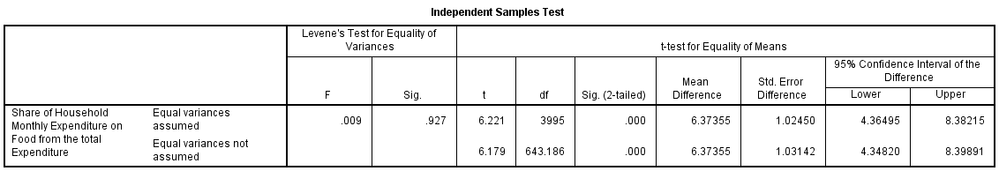 Independent Samples Test
Levene's Test for Equality of
Variances
t-test for Equality of Means
F
Sig.
t
df
Sig. (2-tailed)
Mean
Difference
Std. Error
Difference
95% Confidence Interval of the
Difference
Lower
Upper
Share of Household
Monthly Expenditure on
Food from the total
Expenditure
Equal variances
assumed
.009 .927 6.221 3995 .000 6.37355 1.02450 4.36495 8.38215
Equal variances not
assumed
6.179 643.186 .000 6.37355 1.03142 4.34820 8.39891